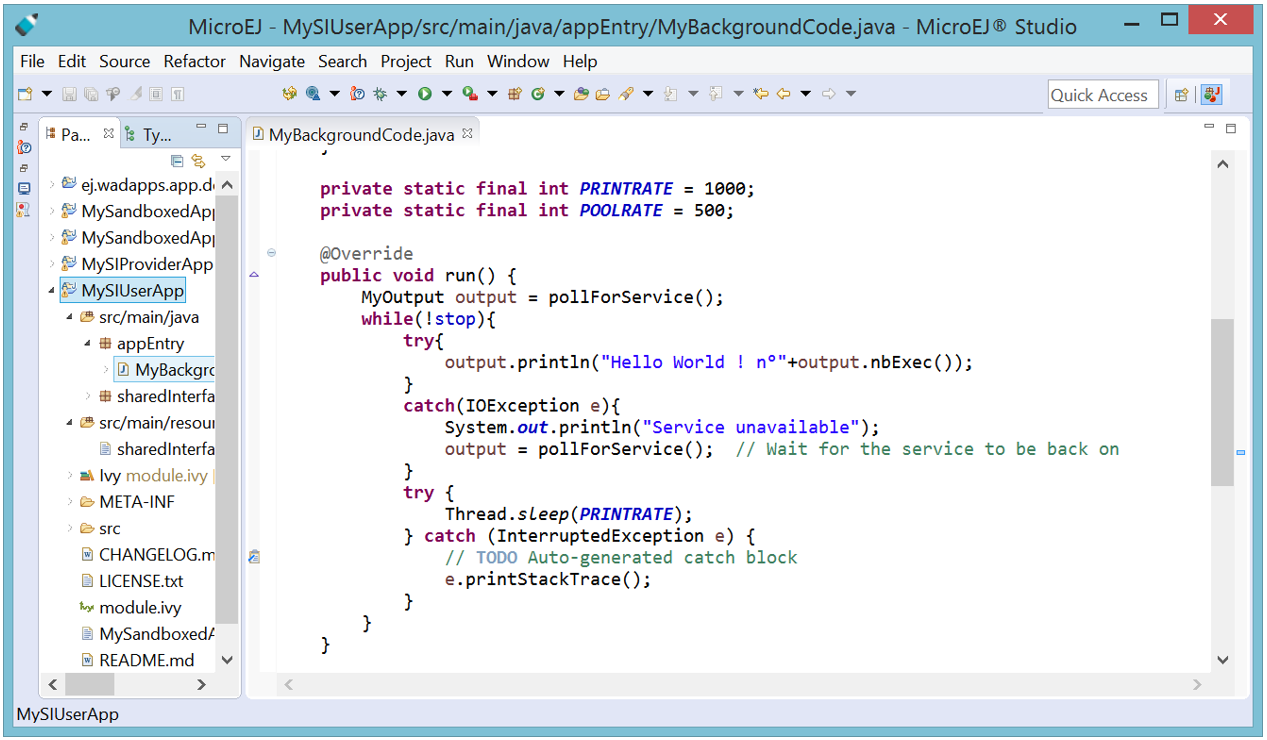 MicroEJ - MySIUserApp/src/main/java/appEntry/MyBackgroundCode.java - MicroEJ® Studio
File Edit Source Refactor Navigate Search Project Run Window Help
Quick Access
Pa...
Ty...
MyBackgroundCode.java
ej.wadapps.app.de
MySandboxedApp
MySandboxedApp
MySIProviderApp
MySIUserApp
src/main/java
appEntry
MyBackgro
sharedInterfa
src/main/resour
sharedInterfa
Ivy module.ivy [
META-INF
src
CHANGELOG.m
LICENSE.txt
module.ivy
MySandboxedA
README.md
}
private static final int PRINTRATE = 1000;
private static final int POOLRATE = 500;
@Override
public void run() {
MyOutput output = pollForService();
while(!stop){
try{
output.println("Hello World ! n°"+output.nbExec());
}
catch(IOException e){
System.out.println("Service unavailable");
output = pollForService();  // Wait for the service to be back on
}
try {
Thread.sleep(PRINTRATE);
} catch (InterruptedException e) {
// TODO Auto-generated catch block
e.printStackTrace();
}
}
}
MySIUserApp